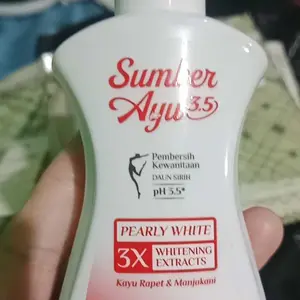 Sumber
Ayu 3.5
Pembersih
Kewanitaan
DAUN SIRIH
pH 3.5*
PEARLY WHITE
3X WHITENING
EXTRACTS
Kayu Rapet & Manjakani